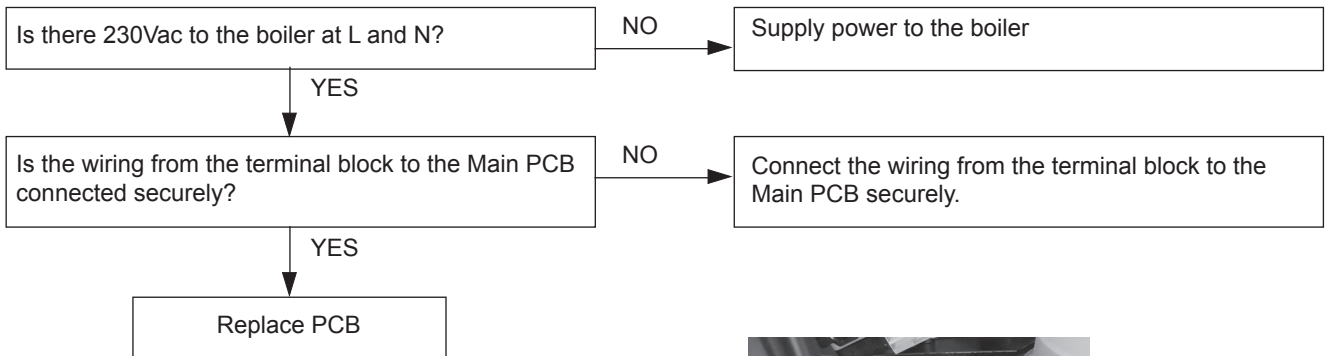 Is there 230Vac to the boiler at L and N?
NO
Supply power to the boiler
YES
Is the wiring from the terminal block to the Main PCB
connected securely?
NO
Connect the wiring from the terminal block to the
Main PCB securely.
YES
Replace PCB